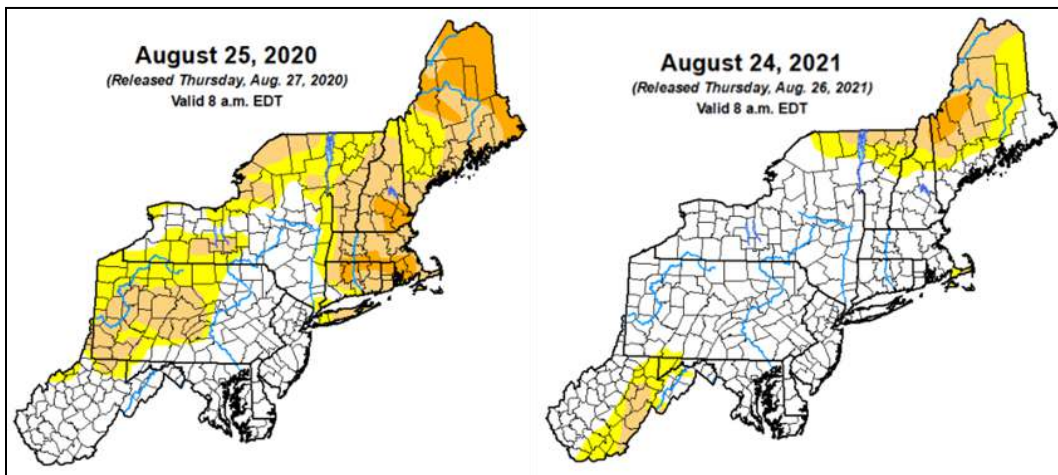 August 25, 2020
(Released Thursday, Aug. 27, 2020)
Valid 8 a.m. EDT
August 24, 2021
(Released Thursday, Aug. 26, 2021)
Valid 8 a.m. EDT